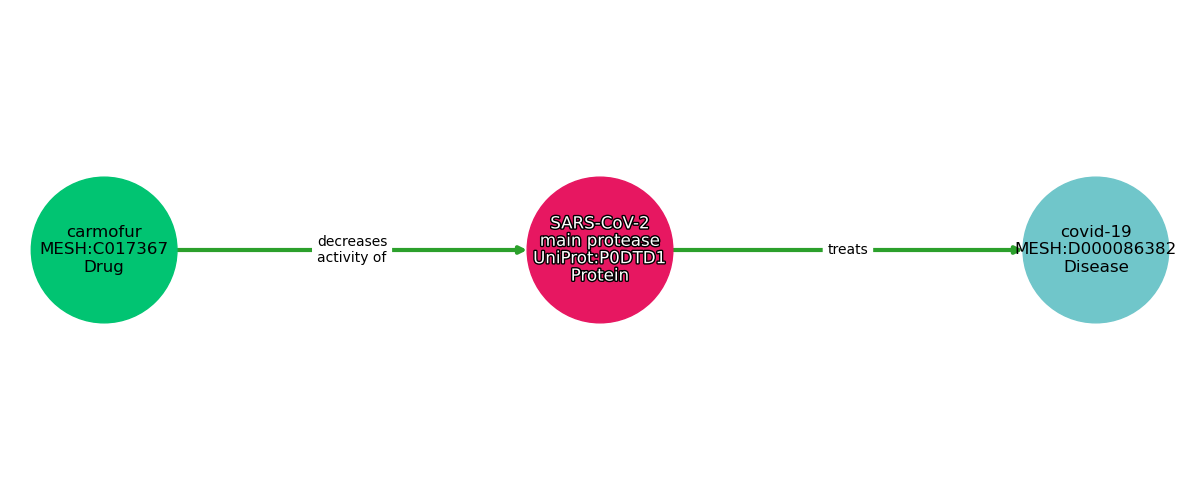 carmofur
MESH:C017367
Drug
decreases
activity of
SARS-CoV-2
main protease
UniProt:P0DTD1
Protein
treats
covid-19
MESH:D000086382
Disease